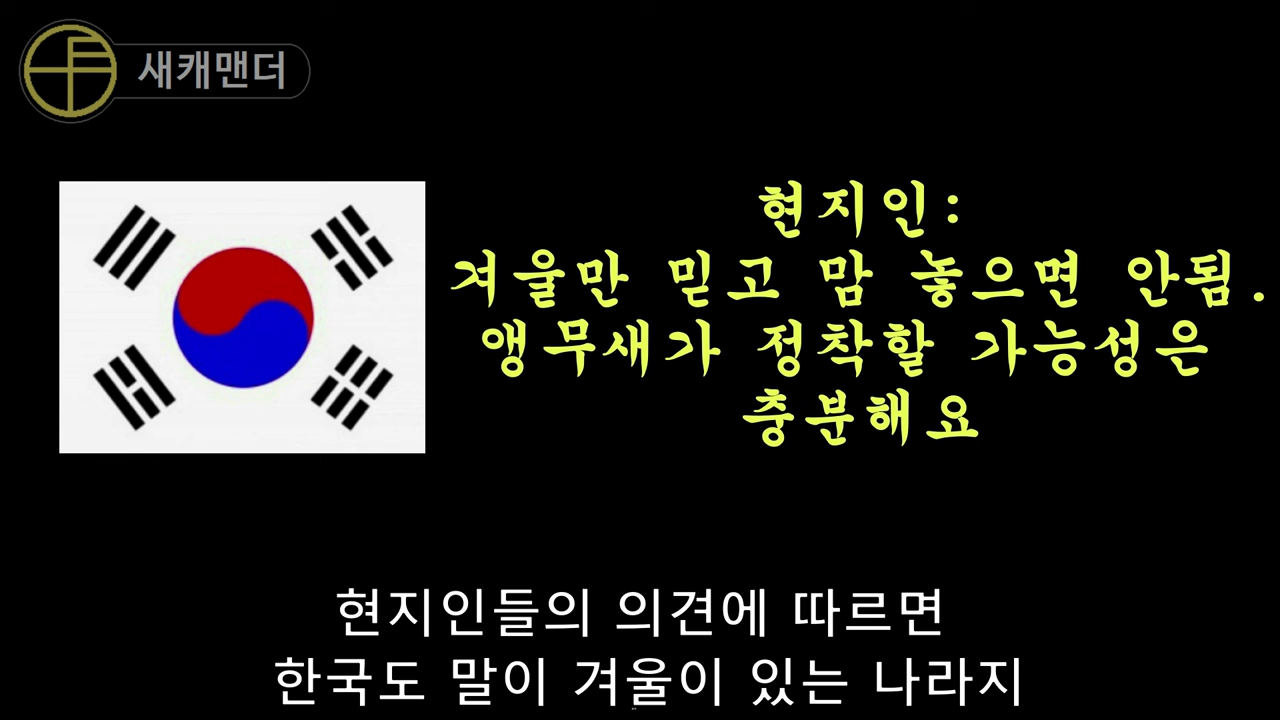 새캐맨더
현지인:
겨울만 믿고 맘 놓으면 안됨.
앵무새가 정착할 가능성은
충분해요
현지인들의 의견에 따르면
한국도 말이 겨울이 있는 나라지